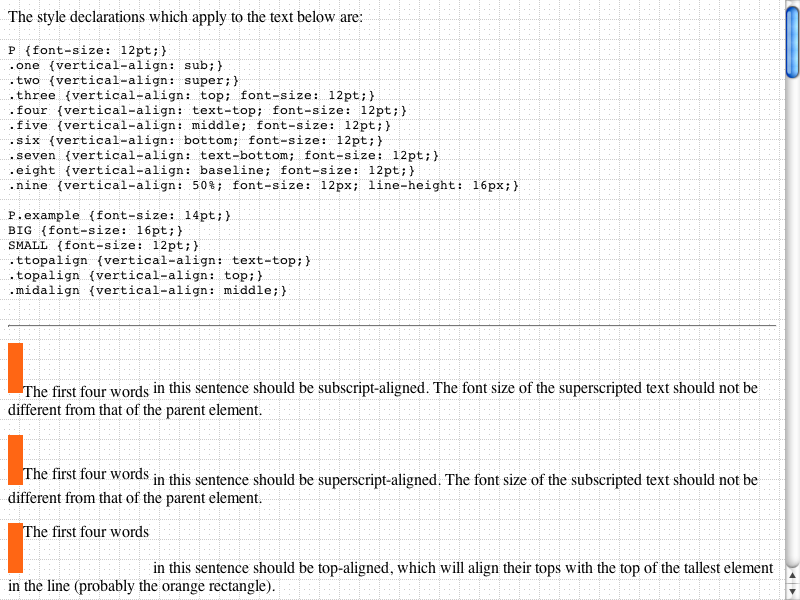 The style declarations which apply to the text below are:
P {font-size: 12pt;}
.one {vertical-align: sub;}
.two {vertical-align: super;}
.three {vertical-align: top; font-size: 12pt;}
.four {vertical-align: text-top; font-size: 12pt;}
.five {vertical-align: middle; font-size: 12pt;}
.six {vertical-align: bottom; font-size: 12pt;}
.seven {vertical-align: text-bottom; font-size: 12pt;}
.eight {vertical-align: baseline; font-size: 12pt;}
.nine {vertical-align: 50%; font-size: 12px; line-height: 16px;}
P.example {font-size: 14pt;}
BIG {font-size: 16pt;}
SMALL {font-size: 12pt;}
.ttopalign {vertical-align: text-top;}
.topalign {vertical-align: top;}
.midalign {vertical-align: middle;}
The first four words in this sentence should be subscript-aligned. The font size of the superscripted text should not be
different from that of the parent element.
The first four words in this sentence should be superscript-aligned. The font size of the subscripted text should not be
different from that of the parent element.
The first four words
in this sentence should be top-aligned, which will align their tops with the top of the tallest element
in the line (probably the orange rectangle).